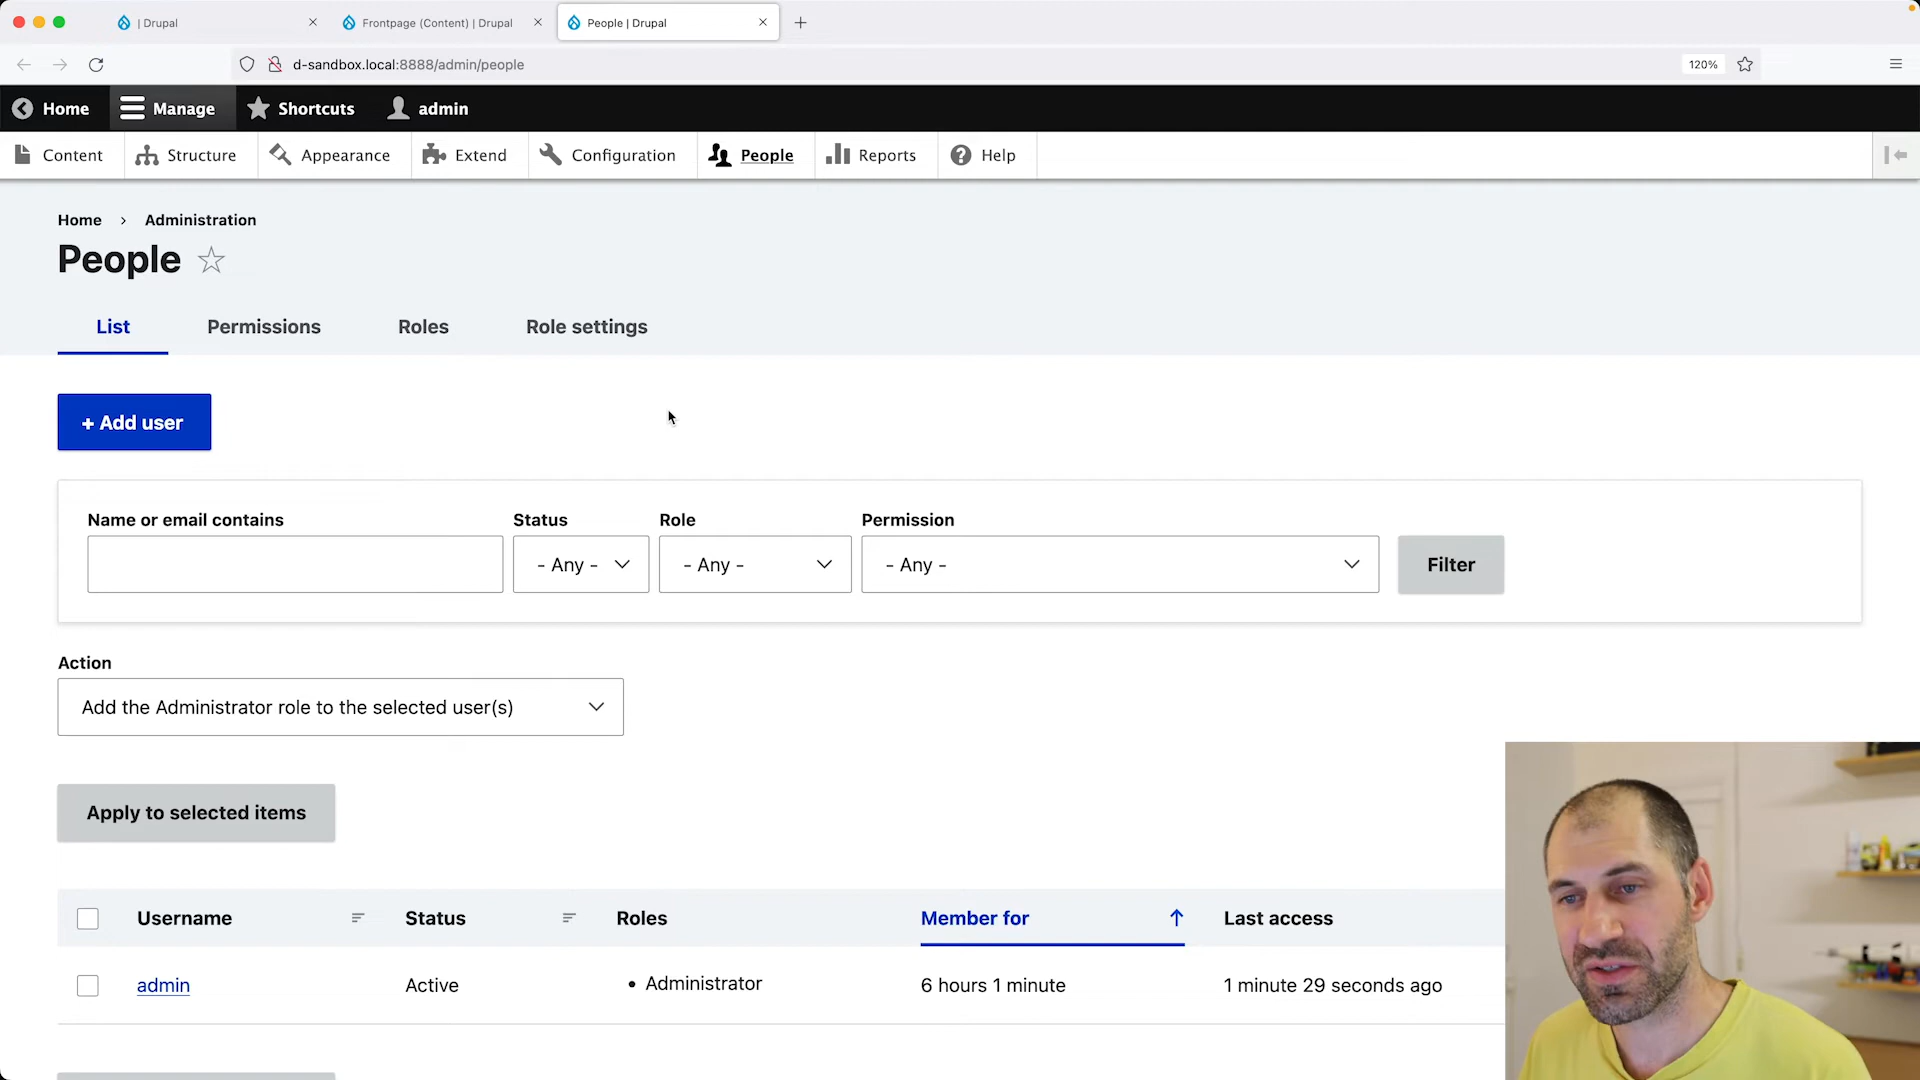 | Drupal
Frontpage (Content) | Drupal
People | Drupal
d-sandbox.local:8888/admin/people
120%
Home
Manage
Shortcuts
admin
Content
Structure
Appearance
Extend
Configuration
People
Reports
Help
Home
Administration
People
List
Permissions
Roles
Role settings
+ Add user
Name or email contains
Status
Role
Permission
- Any -
- Any -
- Any -
Filter
Action
Add the Administrator role to the selected user(s)
Apply to selected items
Username
Status
Roles
Member for
Last access
admin
Active
• Administrator
6 hours 1 minute
1 minute 29 seconds ago